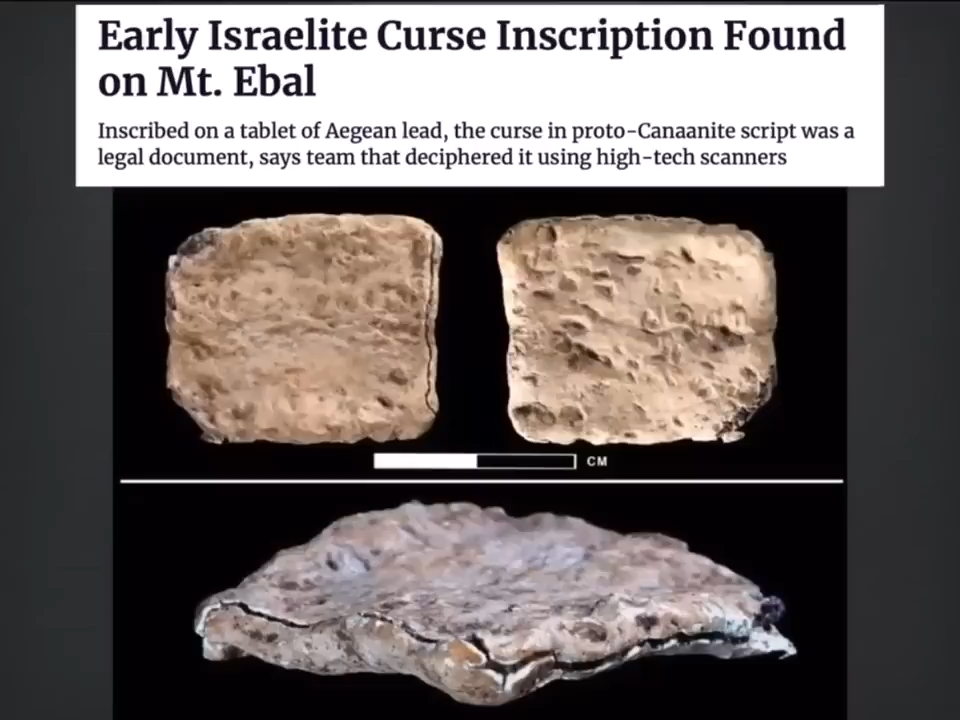 Early Israelite Curse Inscription Found
on Mt. Ebal
Inscribed on a tablet of Aegean lead, the curse in proto-Canaanite script was a
legal document, says team that deciphered it using high-tech scanners
CM